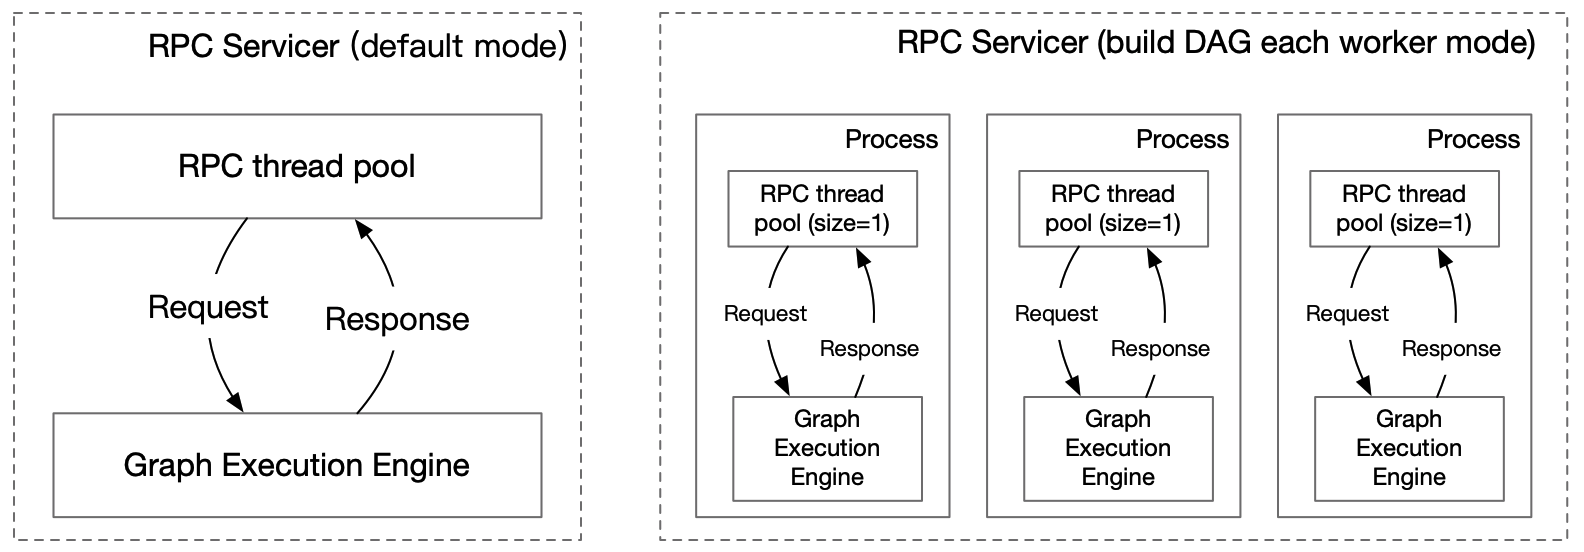 RPC Servicer (default mode)
RPC thread pool
Request
Response
Graph Execution Engine
RPC Servicer (build DAG each worker mode)
Process
RPC thread
pool (size=1)
Request
Response
Graph
Execution
Engine
Process
RPC thread
pool (size=1)
Request
Response
Graph
Execution
Engine
Process
RPC thread
pool (size=1)
Request
Response
Graph
Execution
Engine